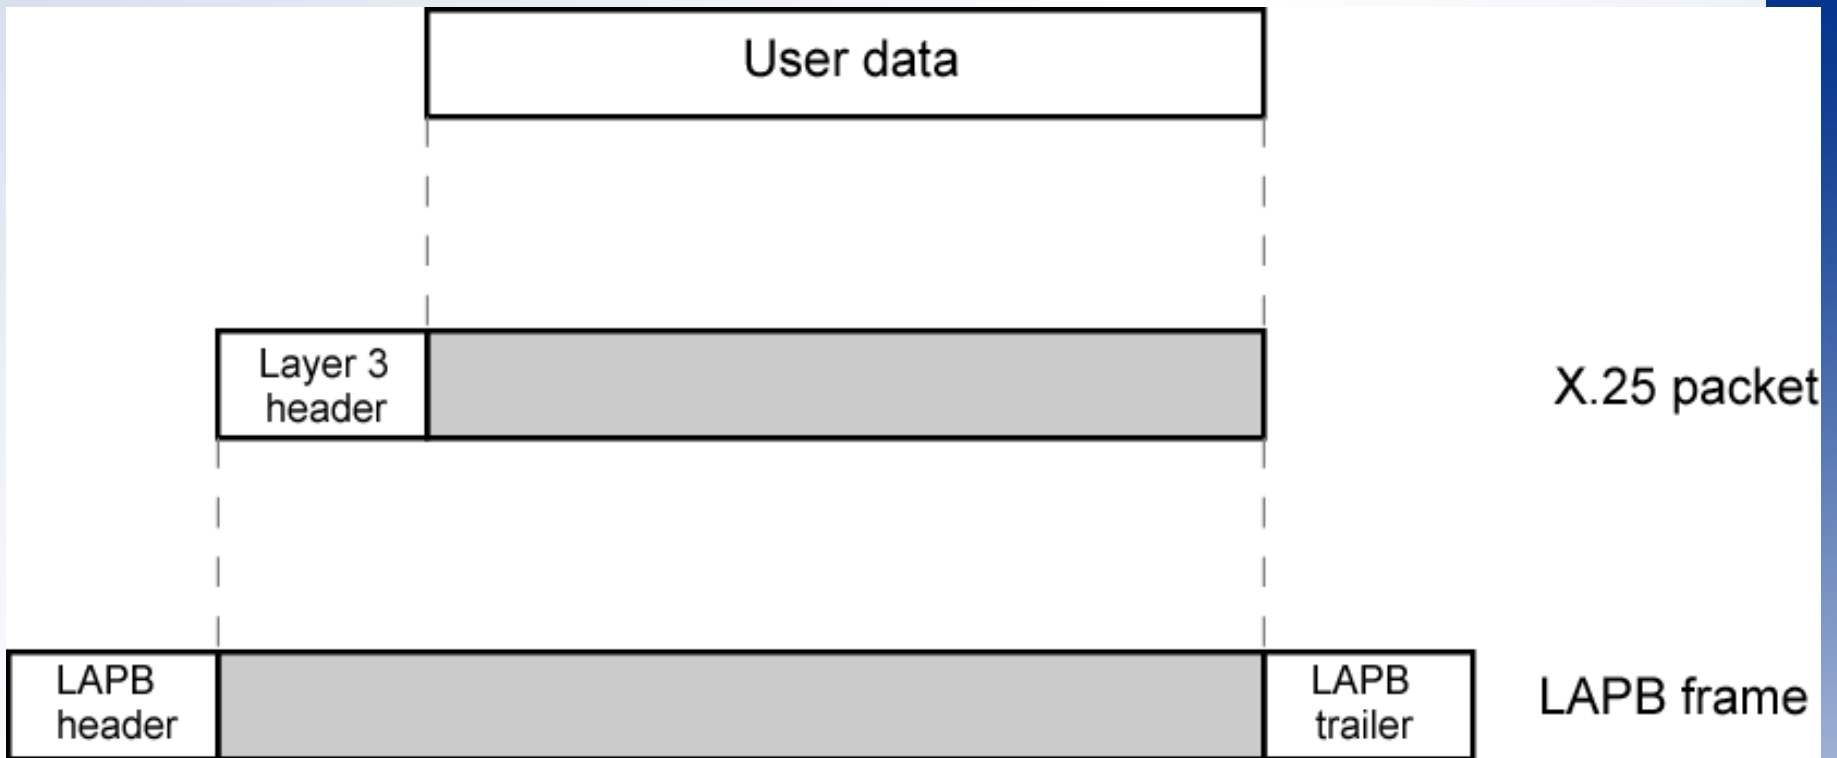 User data
Layer 3
header
X.25 packet
LAPB
header
LAPB
trailer
LAPB frame